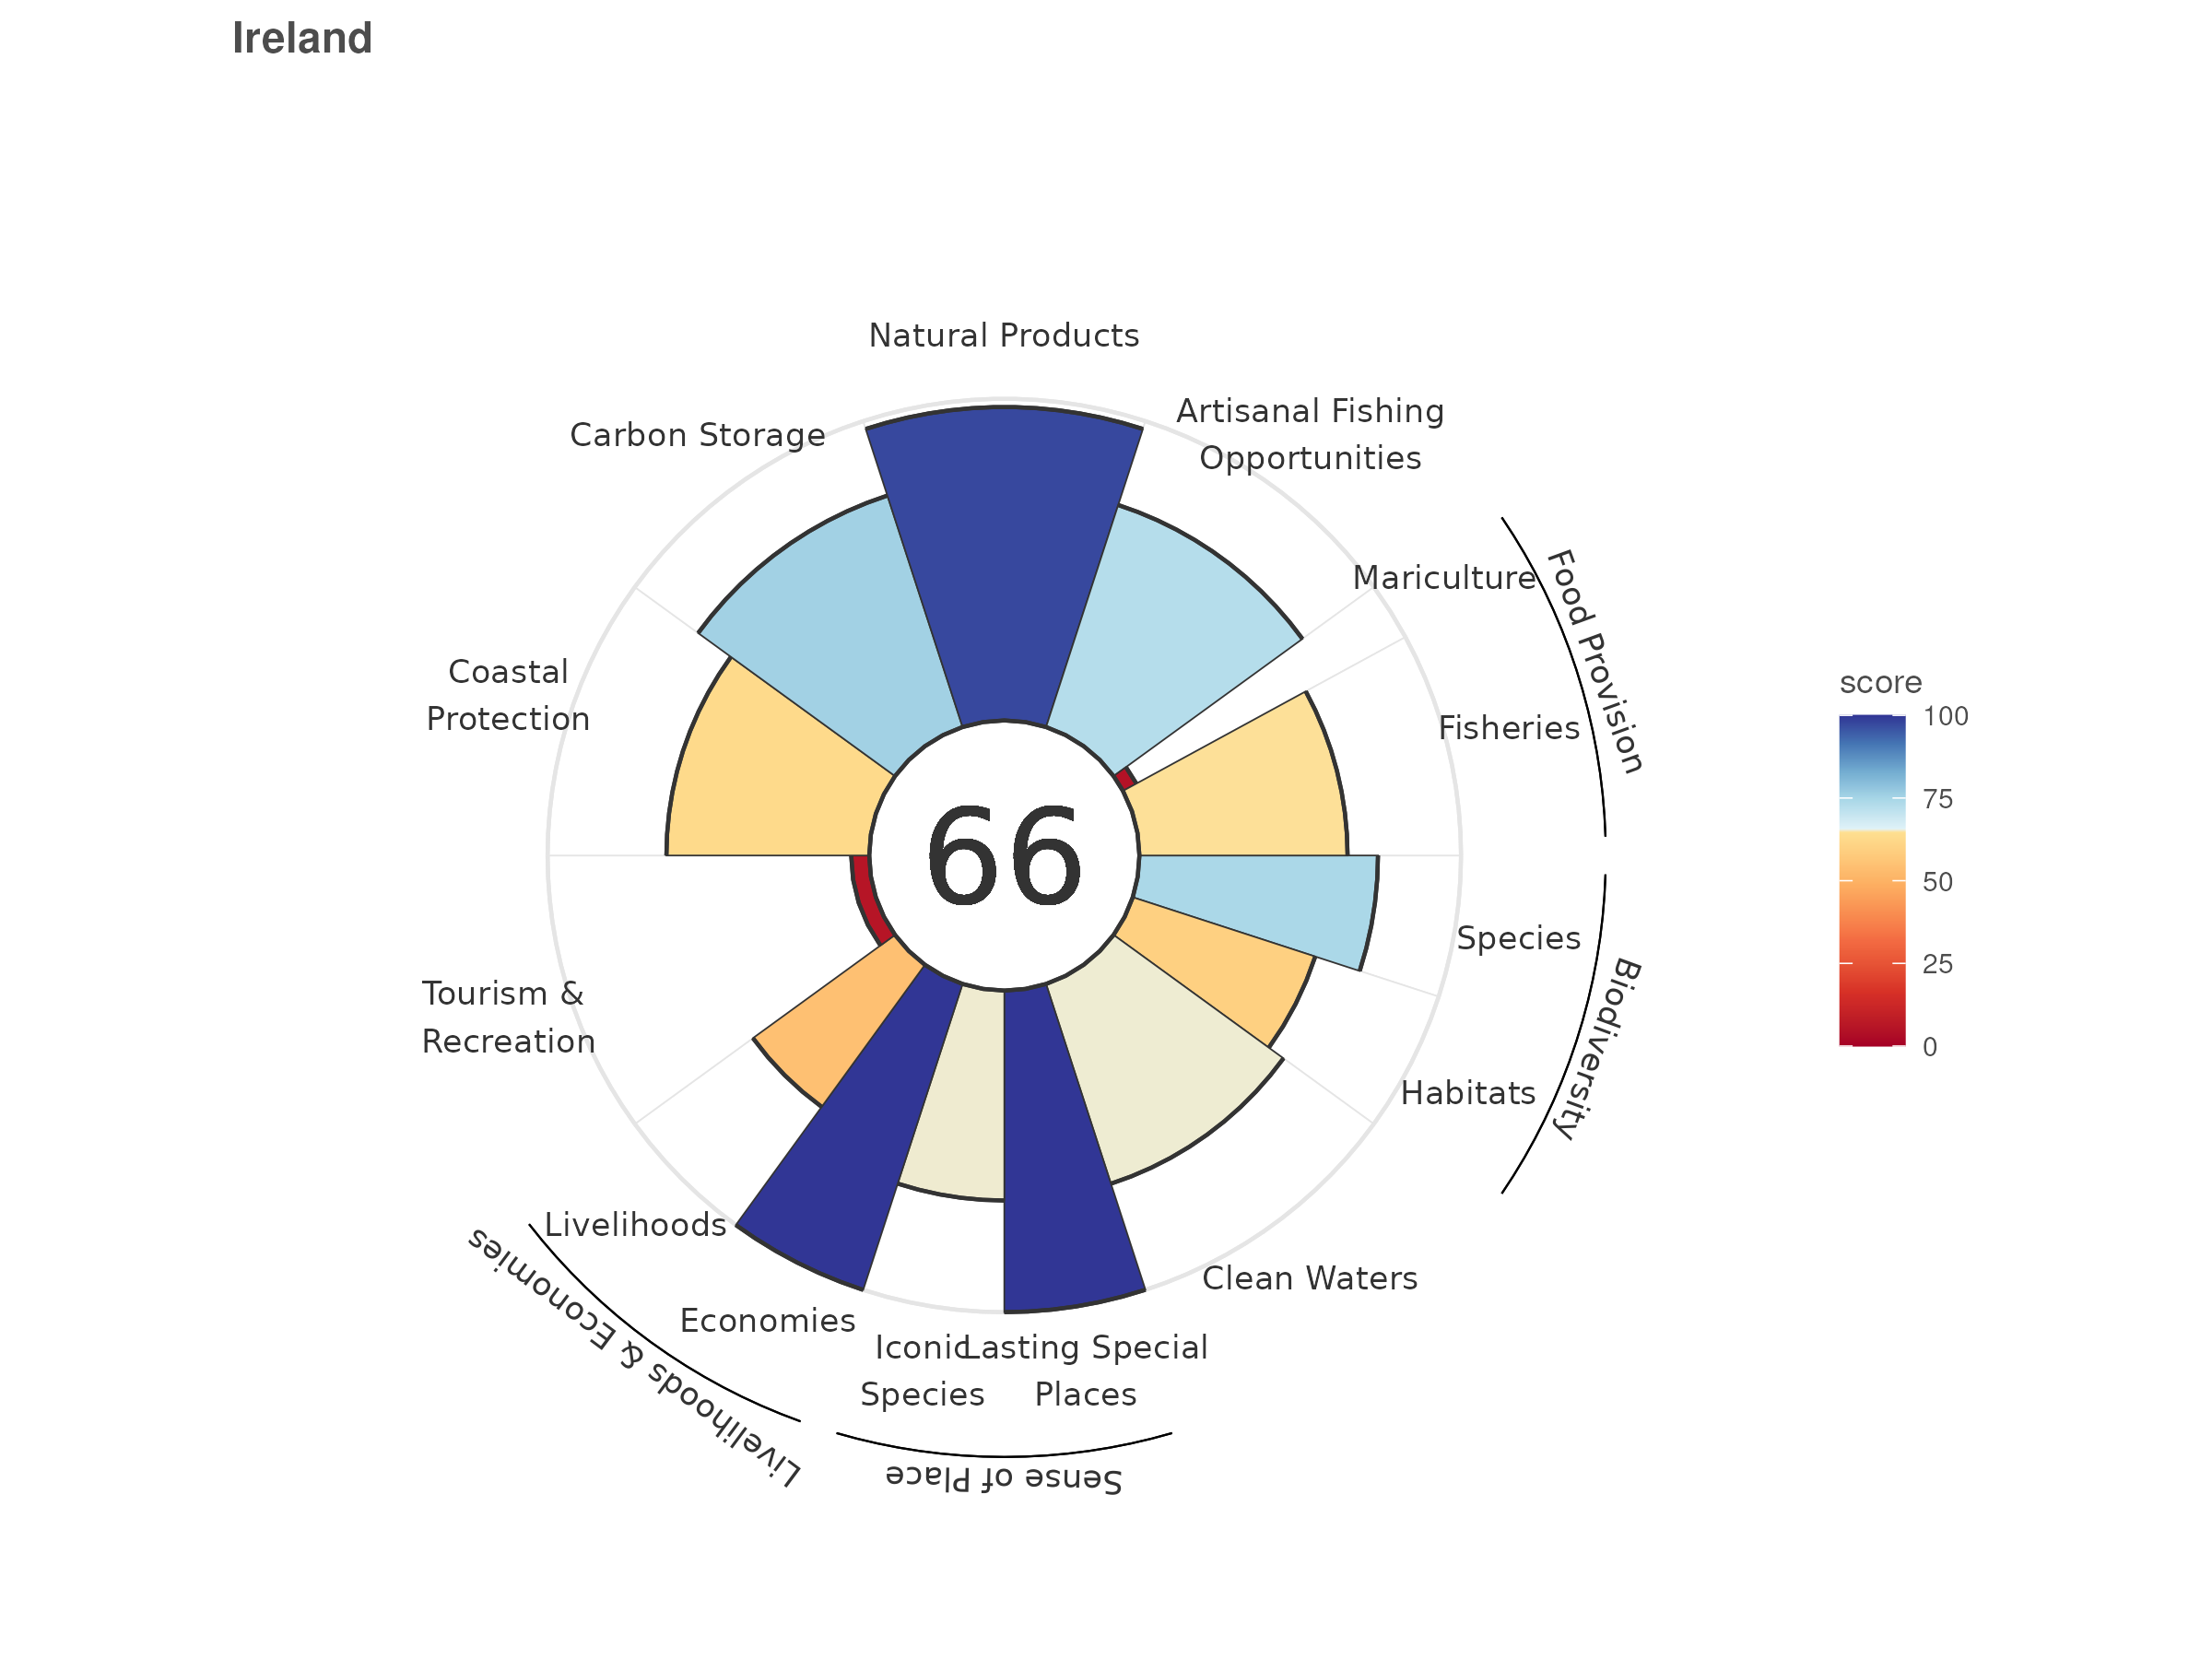 Ireland
Natural Products
Artisanal Fishing
Opportunities
Carbon Storage
Mariculture
Food Provision
Fisheries
Coastal
Protection
score
100
75
50
25
0
66
Species
Biodiversity
Habitats
Tourism &
Recreation
Livelihoods
Livelihoods & Economies
Economies
Clean Waters
Iconic
Species
Lasting Special
Places
Sense of Place